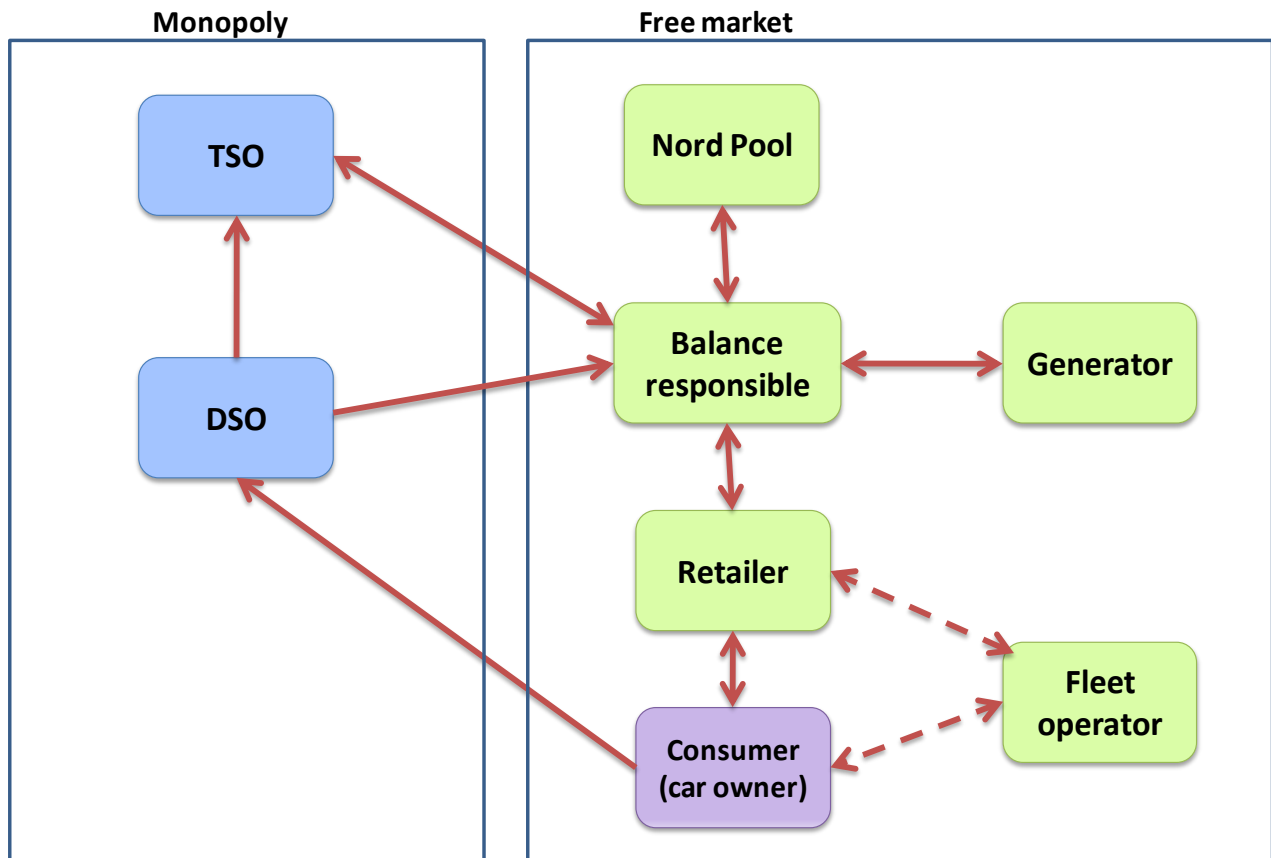 Monopoly
Free market
TSO
Nord Pool
Balance
responsible
Generator
DSO
Retailer
Fleet
operator
Consumer
(car owner)